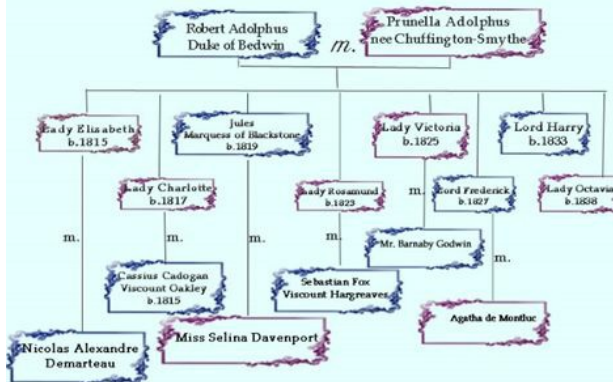 Robert Adolphus
Duke of Bedwin
m.
Prunella Adolphus
nee Chuffington-Smythe
Lady Elisabeth
b.1815
Jules
Marquess of Blackstone
b.1819
Lady Victoria
b.1825
Lord Harry
b.1833
Lady Charlotte
b.1817
Lady Rosamund
b.1823
m.
Lord Frederick
b.1827
Lady Octavia
b.1838
m.
m.
m.
m.
Mr. Barnaby Godwin
m.
Cassius Cadogan
Viscount Oakley
b.1815
Sebastian Fox
Viscount Hargreaves
Agatha de Montluc
Nicolas Alexandre
Demarteau
Miss Selina Davenport